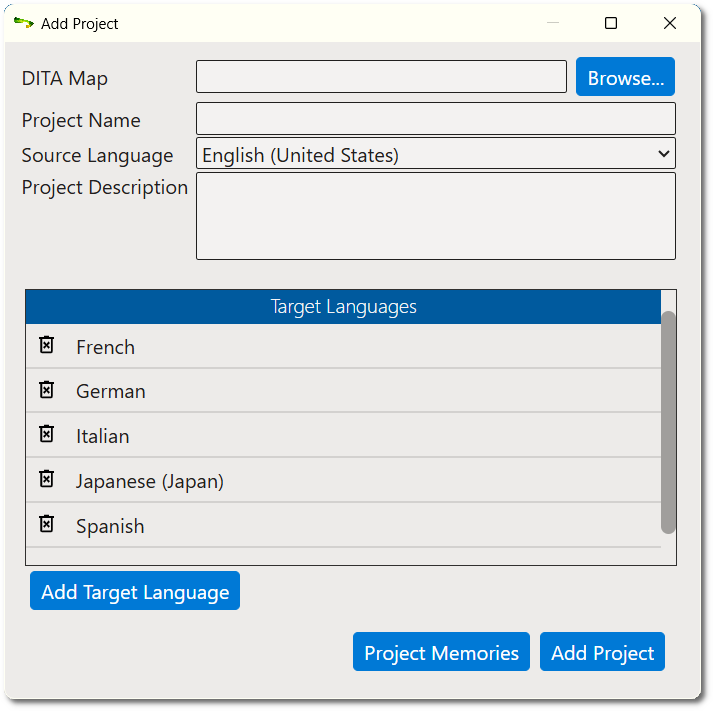 Add Project
DITA Map
Browse...
Project Name
Source Language
English (United States)
Project Description
Target Languages
French
German
Italian
Japanese (Japan)
Spanish
Add Target Language
Project Memories
Add Project